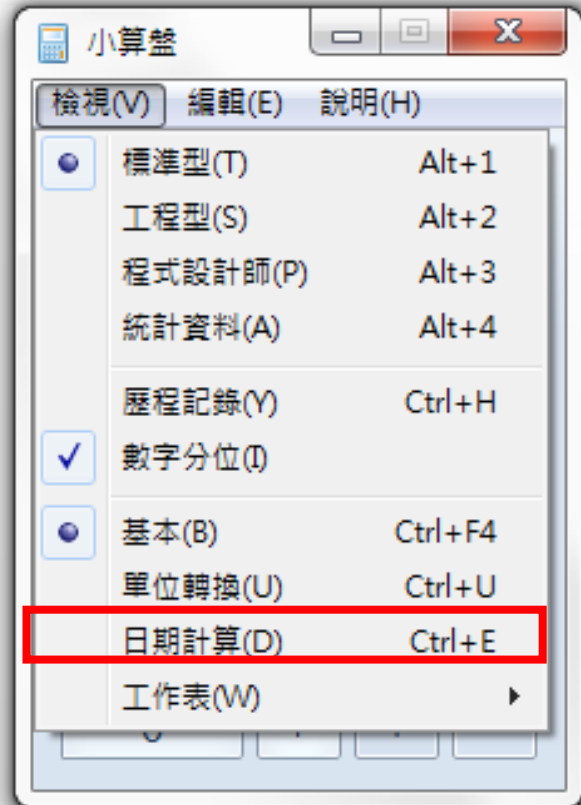 小算盤
檢視(V) 編輯(E) 說明(H)
標準型(T) Alt+1
工程型(S) Alt+2
程式設計師(P) Alt+3
統計資料(A) Alt+4
歷程記錄(Y) Ctrl+H
數字分位(I)
基本(B) Ctrl+F4
單位轉換(U) Ctrl+U
日期計算(D) Ctrl+E
工作表(W)